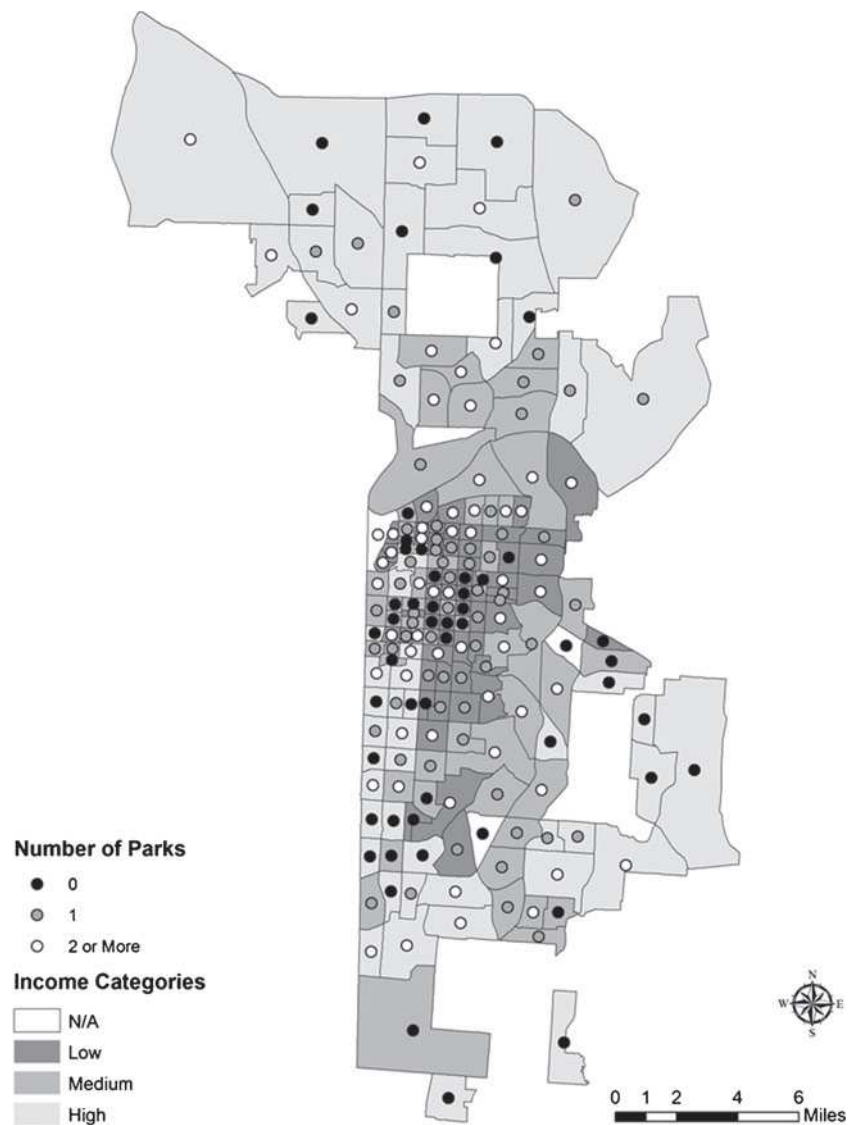 Number of Parks
0
1
2 or More
Income Categories
N/A
Low
Medium
High
N
W E
S
0 1 2 4 6
Miles